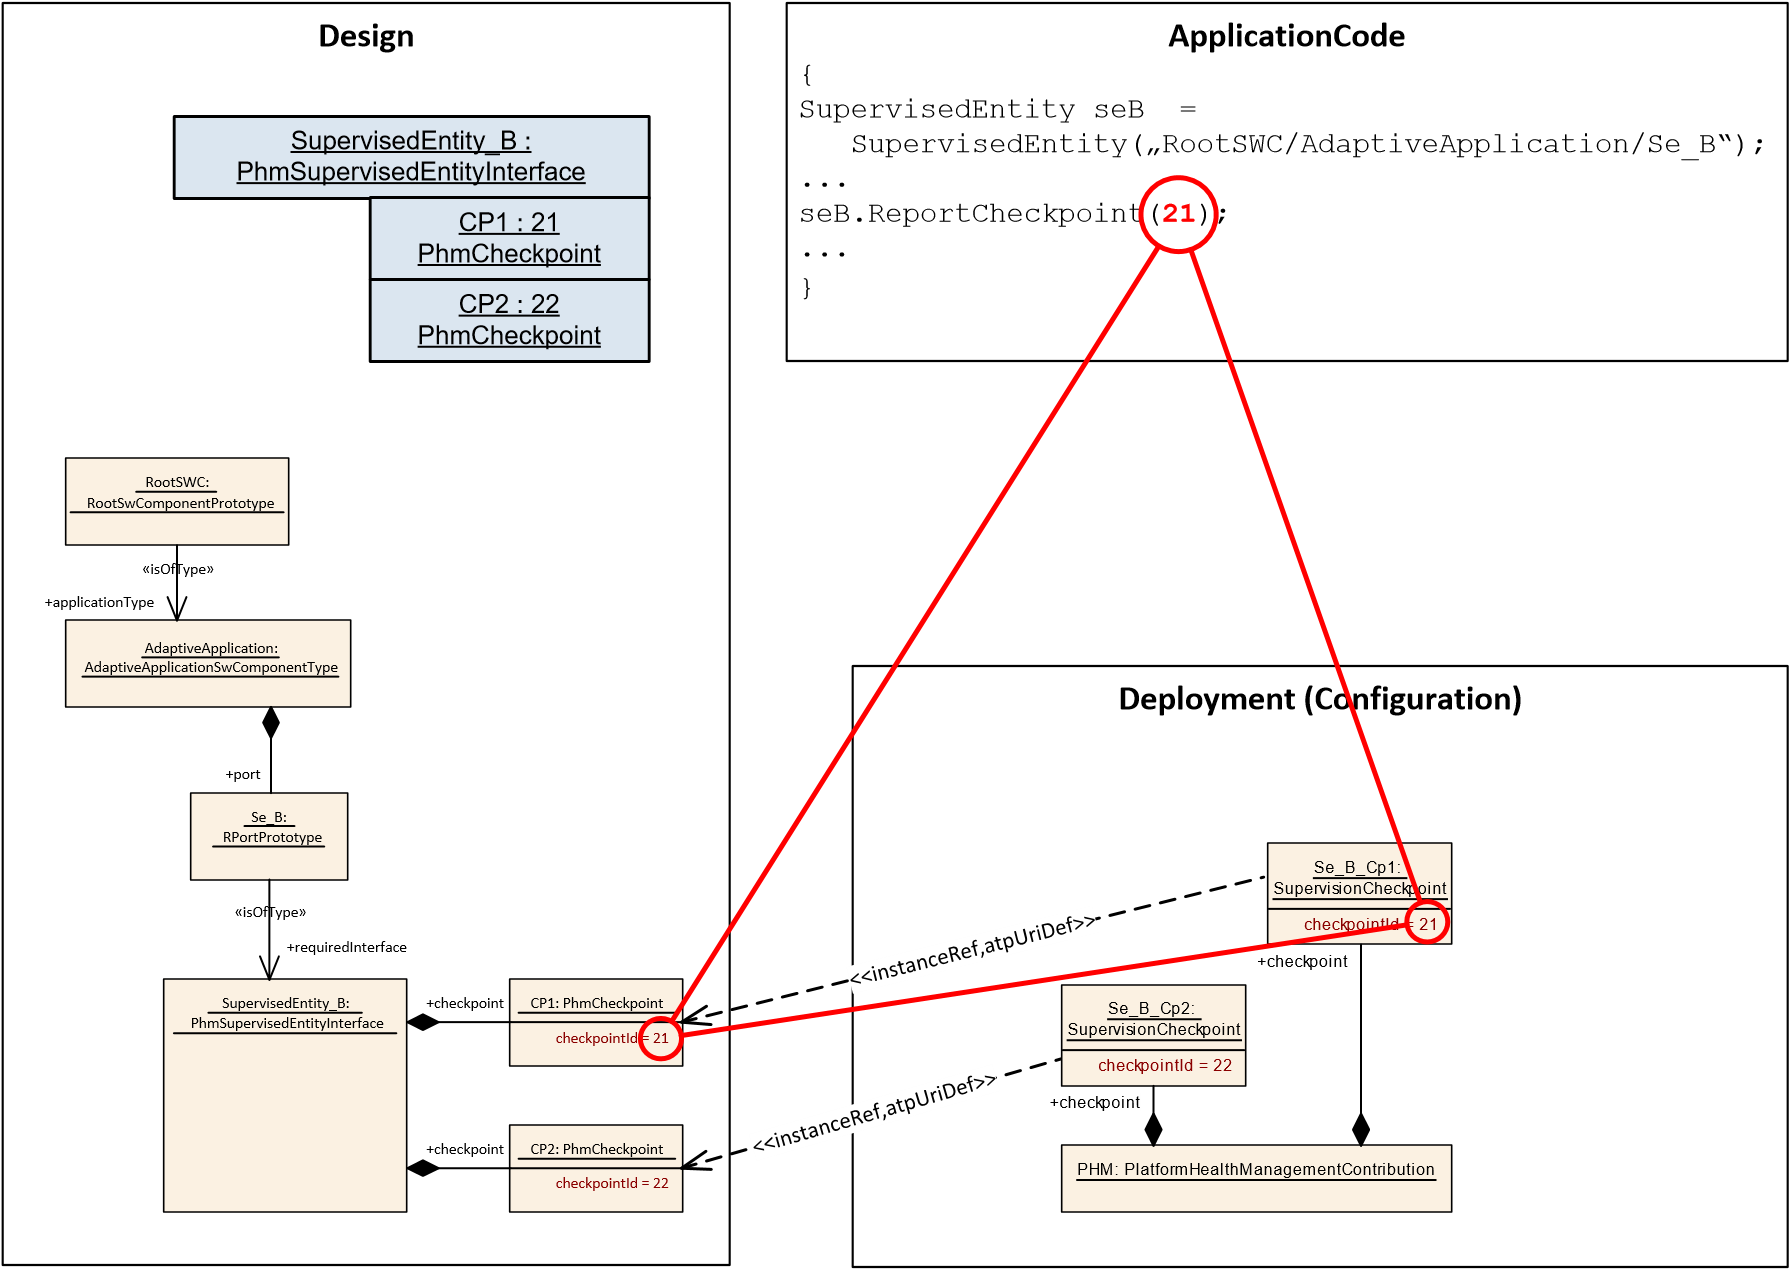 Design
SupervisedEntity_B :
PhmSupervisedEntityInterface
CP1 : 21
PhmCheckpoint
CP2 : 22
PhmCheckpoint
RootSWC:
RootSwComponentPrototype
«isOfType»
+applicationType
AdaptiveApplication:
AdaptiveApplicationSwComponentType
+port
Se_B:
RPortPrototype
«isOfType»
+requiredInterface
SupervisedEntity_B:
PhmSupervisedEntityInterface
+checkpoint
CP1: PhmCheckpoint
checkpointId = 21
+checkpoint
CP2: PhmCheckpoint
checkpointId = 22
ApplicationCode
{
SupervisedEntity seB =
SupervisedEntity(„RootSWC/AdaptiveApplication/Se_B“);
...
seB.ReportCheckpoint(21);
...
}
Deployment (Configuration)
Se_B_Cp1:
SupervisionCheckpoint
checkpointId = 21
<<instanceRef,atpUriDef>>
+checkpoint
Se_B_Cp2:
SupervisionCheckpoint
checkpointId = 22
<<instanceRef,atpUriDef>>
+checkpoint
PHM: PlatformHealthManagementContribution